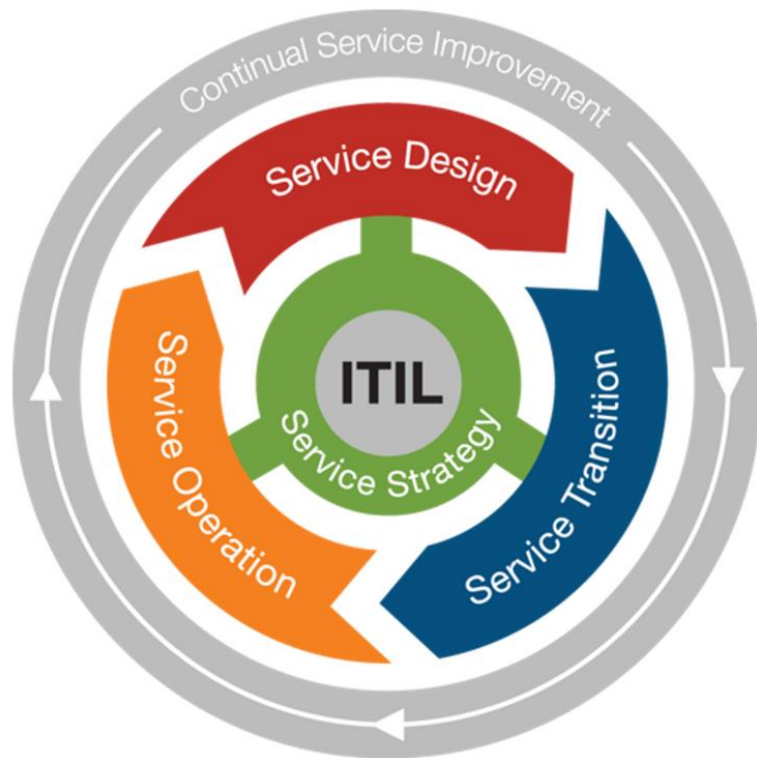 Continual Service Improvement
Service Design
ITIL
Service Strategy
Service Transition
Service Operation